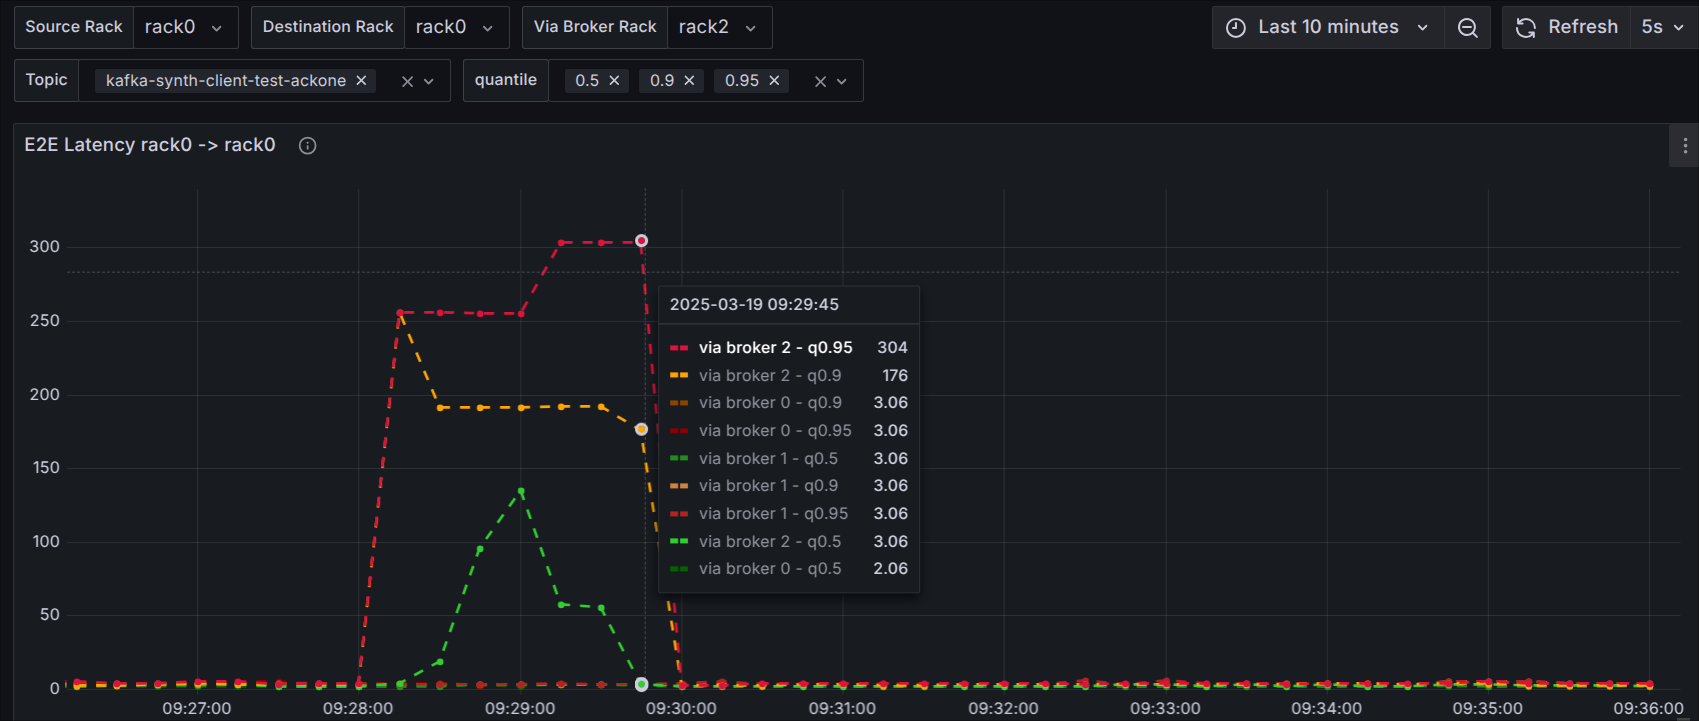 Source Rack rack0 Destination Rack rack0 Via Broker Rack rack2 Last 10 minutes Refresh 5s
Topic kafka-synth-client-test-ackone quantile 0.5 0.9 0.95
E2E Latency rack0 -> rack0
300
250
200
150
100
50
0
2025-03-19 09:29:45
via broker 2 - q0.95 304
via broker 2 - q0.9 176
via broker 0 - q0.9 3.06
via broker 0 - q0.95 3.06
via broker 1 - q0.5 3.06
via broker 1 - q0.9 3.06
via broker 1 - q0.95 3.06
via broker 2 - q0.5 3.06
via broker 0 - q0.5 2.06
09:27:00 09:28:00 09:29:00 09:30:00 09:31:00 09:32:00 09:33:00 09:34:00 09:35:00 09:36:00